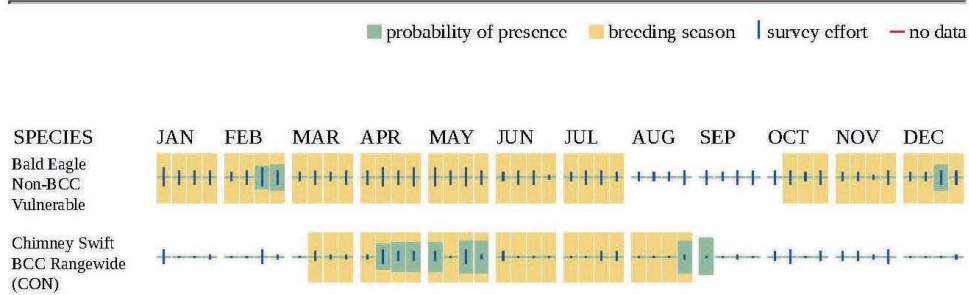 probability of presence breeding season survey effort no data
SPECIES JAN FEB MAR APR MAY JUN JUL AUG SEP OCT NOV DEC
Bald Eagle
Non-BCC
Vulnerable
Chimney Swift
BCC Rangewide
(CON)